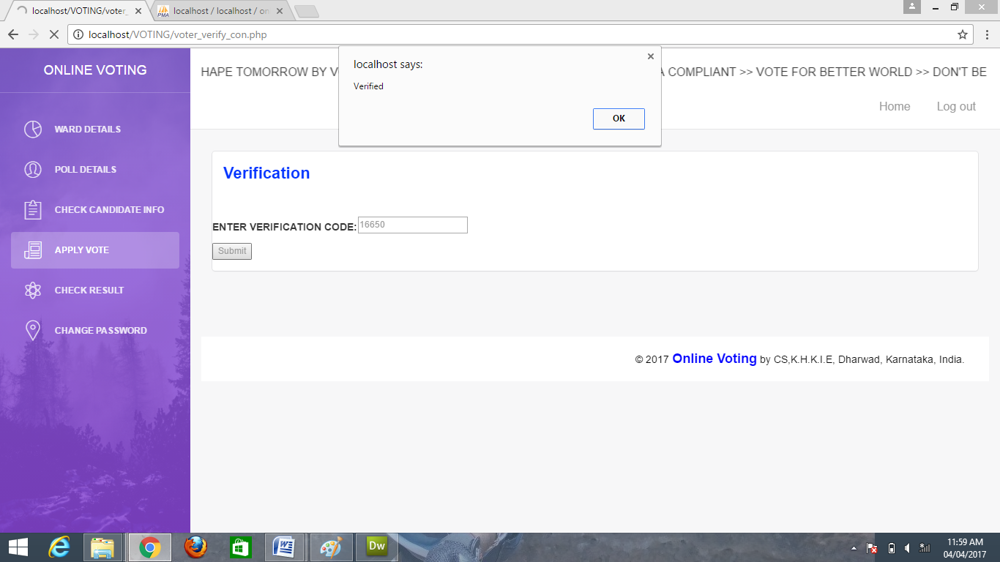 localhost/VOTING/voter_
localhost / localhost / on
localhost/VOTING/voter_verify_con.php
ONLINE VOTING
WARD DETAILS
POLL DETAILS
CHECK CANDIDATE INFO
APPLY VOTE
CHECK RESULT
CHANGE PASSWORD
HAPE TOMORROW BY V
A COMPLIANT >> VOTE FOR BETTER WORLD >> DON'T BE
localhost says:
Verified
OK
Home Log out
Verification
ENTER VERIFICATION CODE: 16650
Submit
© 2017 Online Voting by CS,K.H.K.I.E, Dharwad, Karnataka, India.
PMA
W
Dw
11:59 AM
04/04/2017